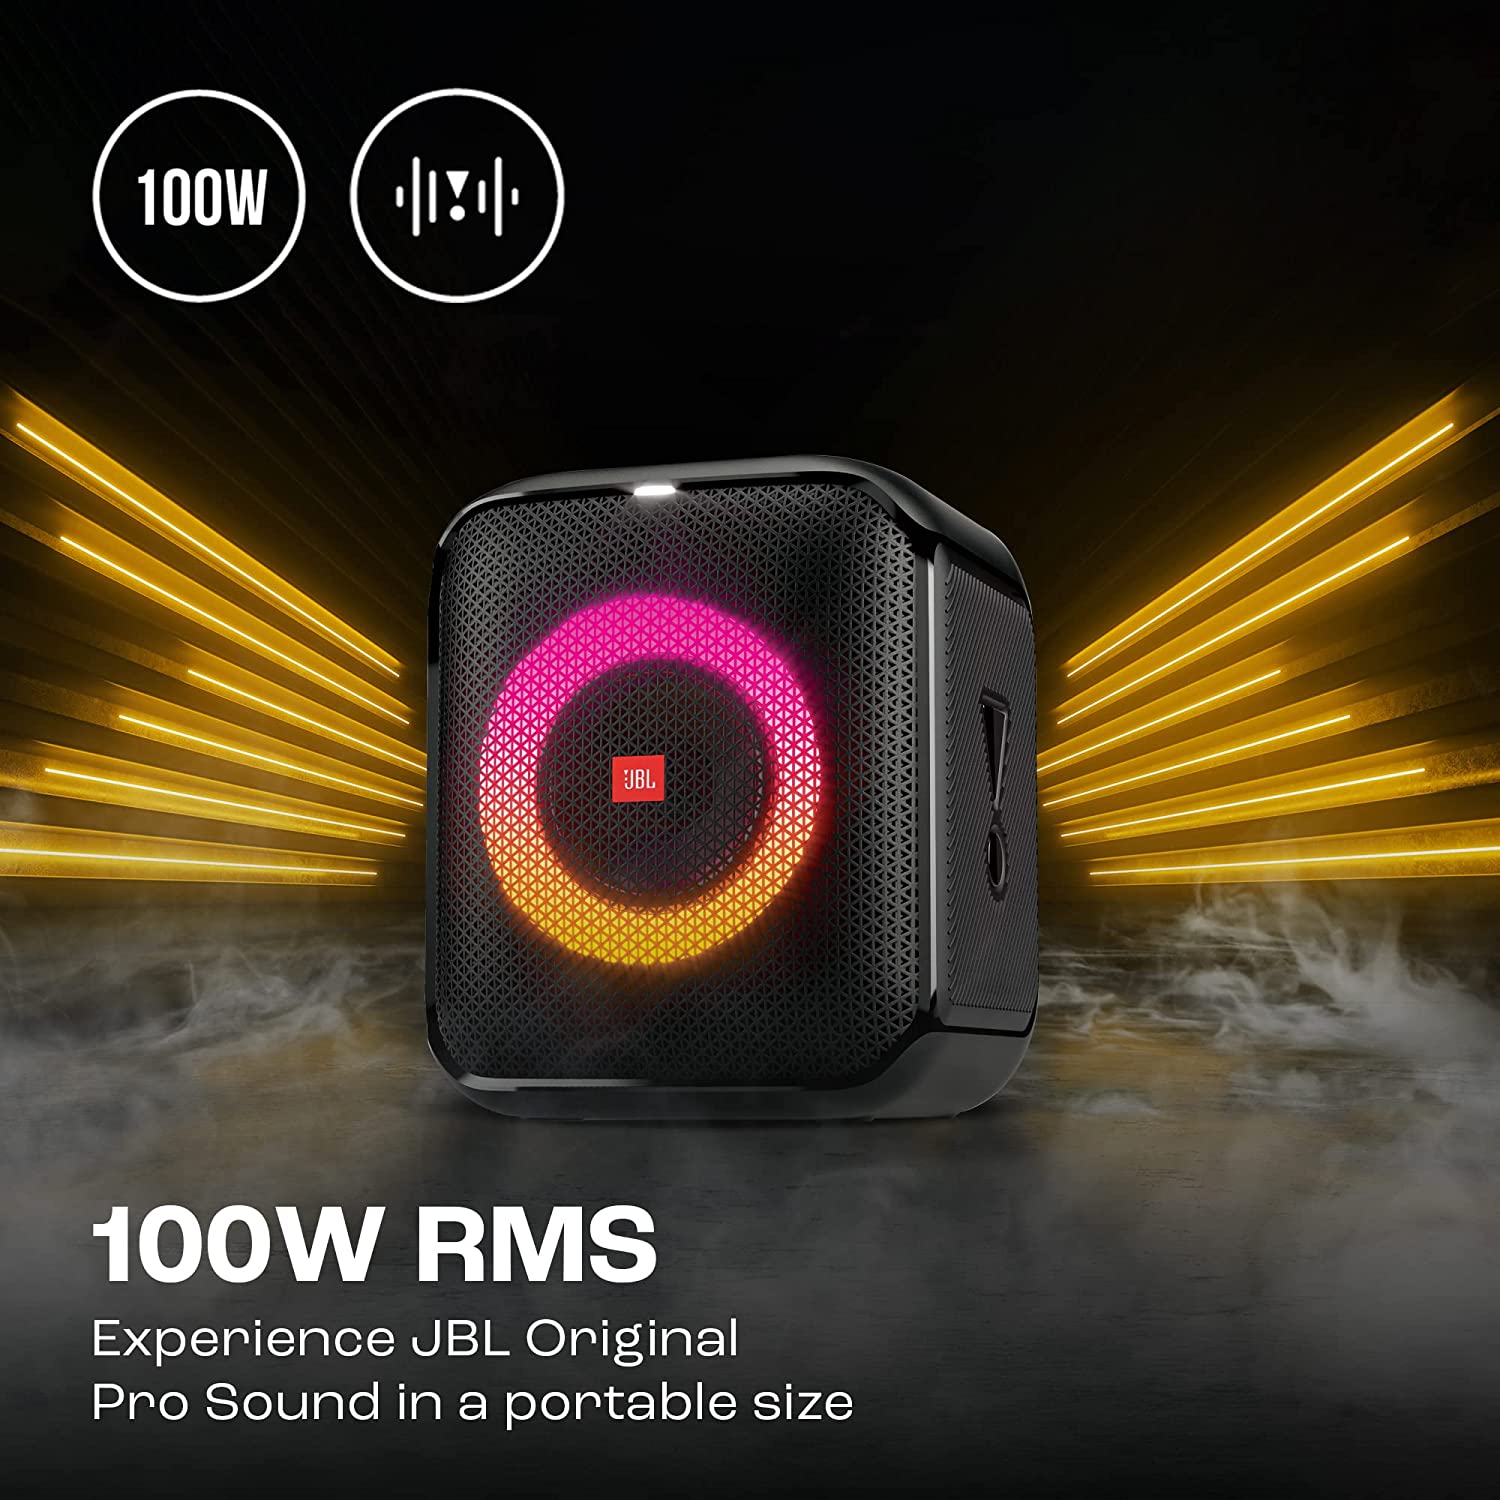 100W
JBL
100W RMS
Experience JBL Original
Pro Sound in a portable size